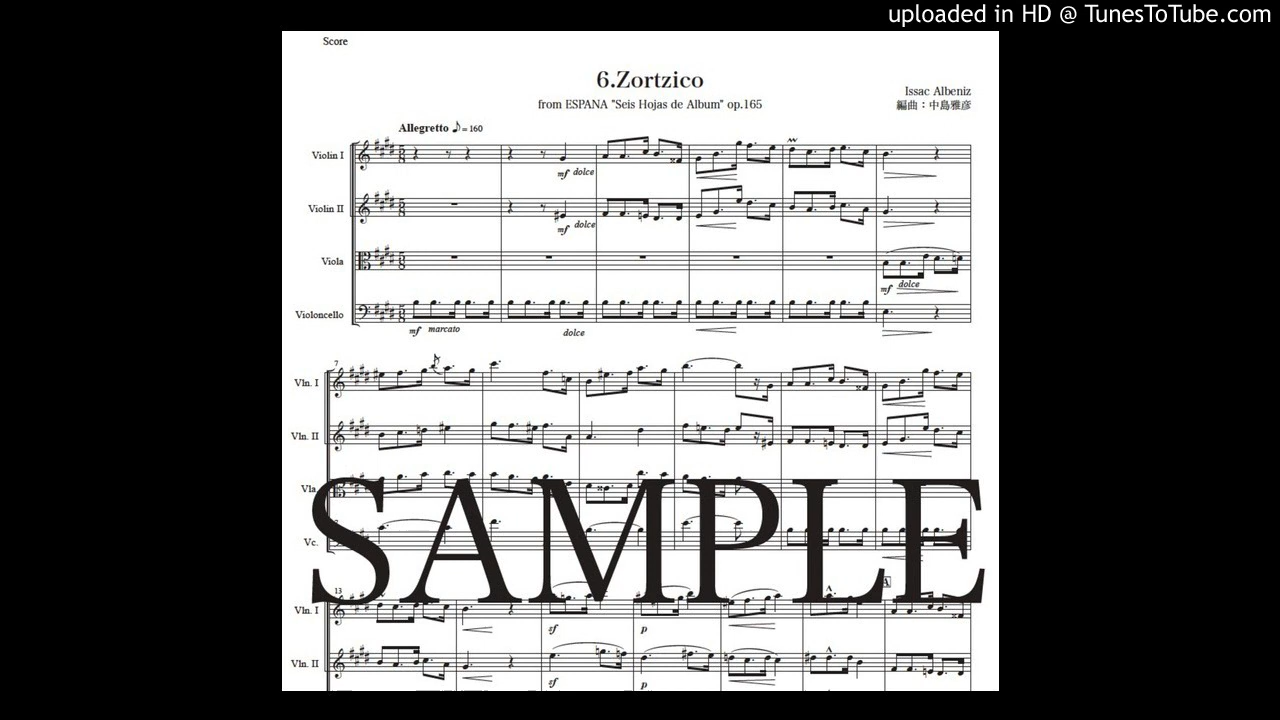 uploaded in HD @ TunesToTube.com
Score
6.Zortzico
from ESPANA "Seis Hojas de Album" op.165
Issac Albeniz
編曲：中島雅彦
Allegretto ♪= 160
Violin I
mf dolce
Violin II
mf dolce
Viola
mf dolce
Violoncello
mf marcato dolce
7
Vln. I
Vln. II
Vla.
Vc.
SAMPLE
13
A
Vln. I
sf p
Vln. II
sf p